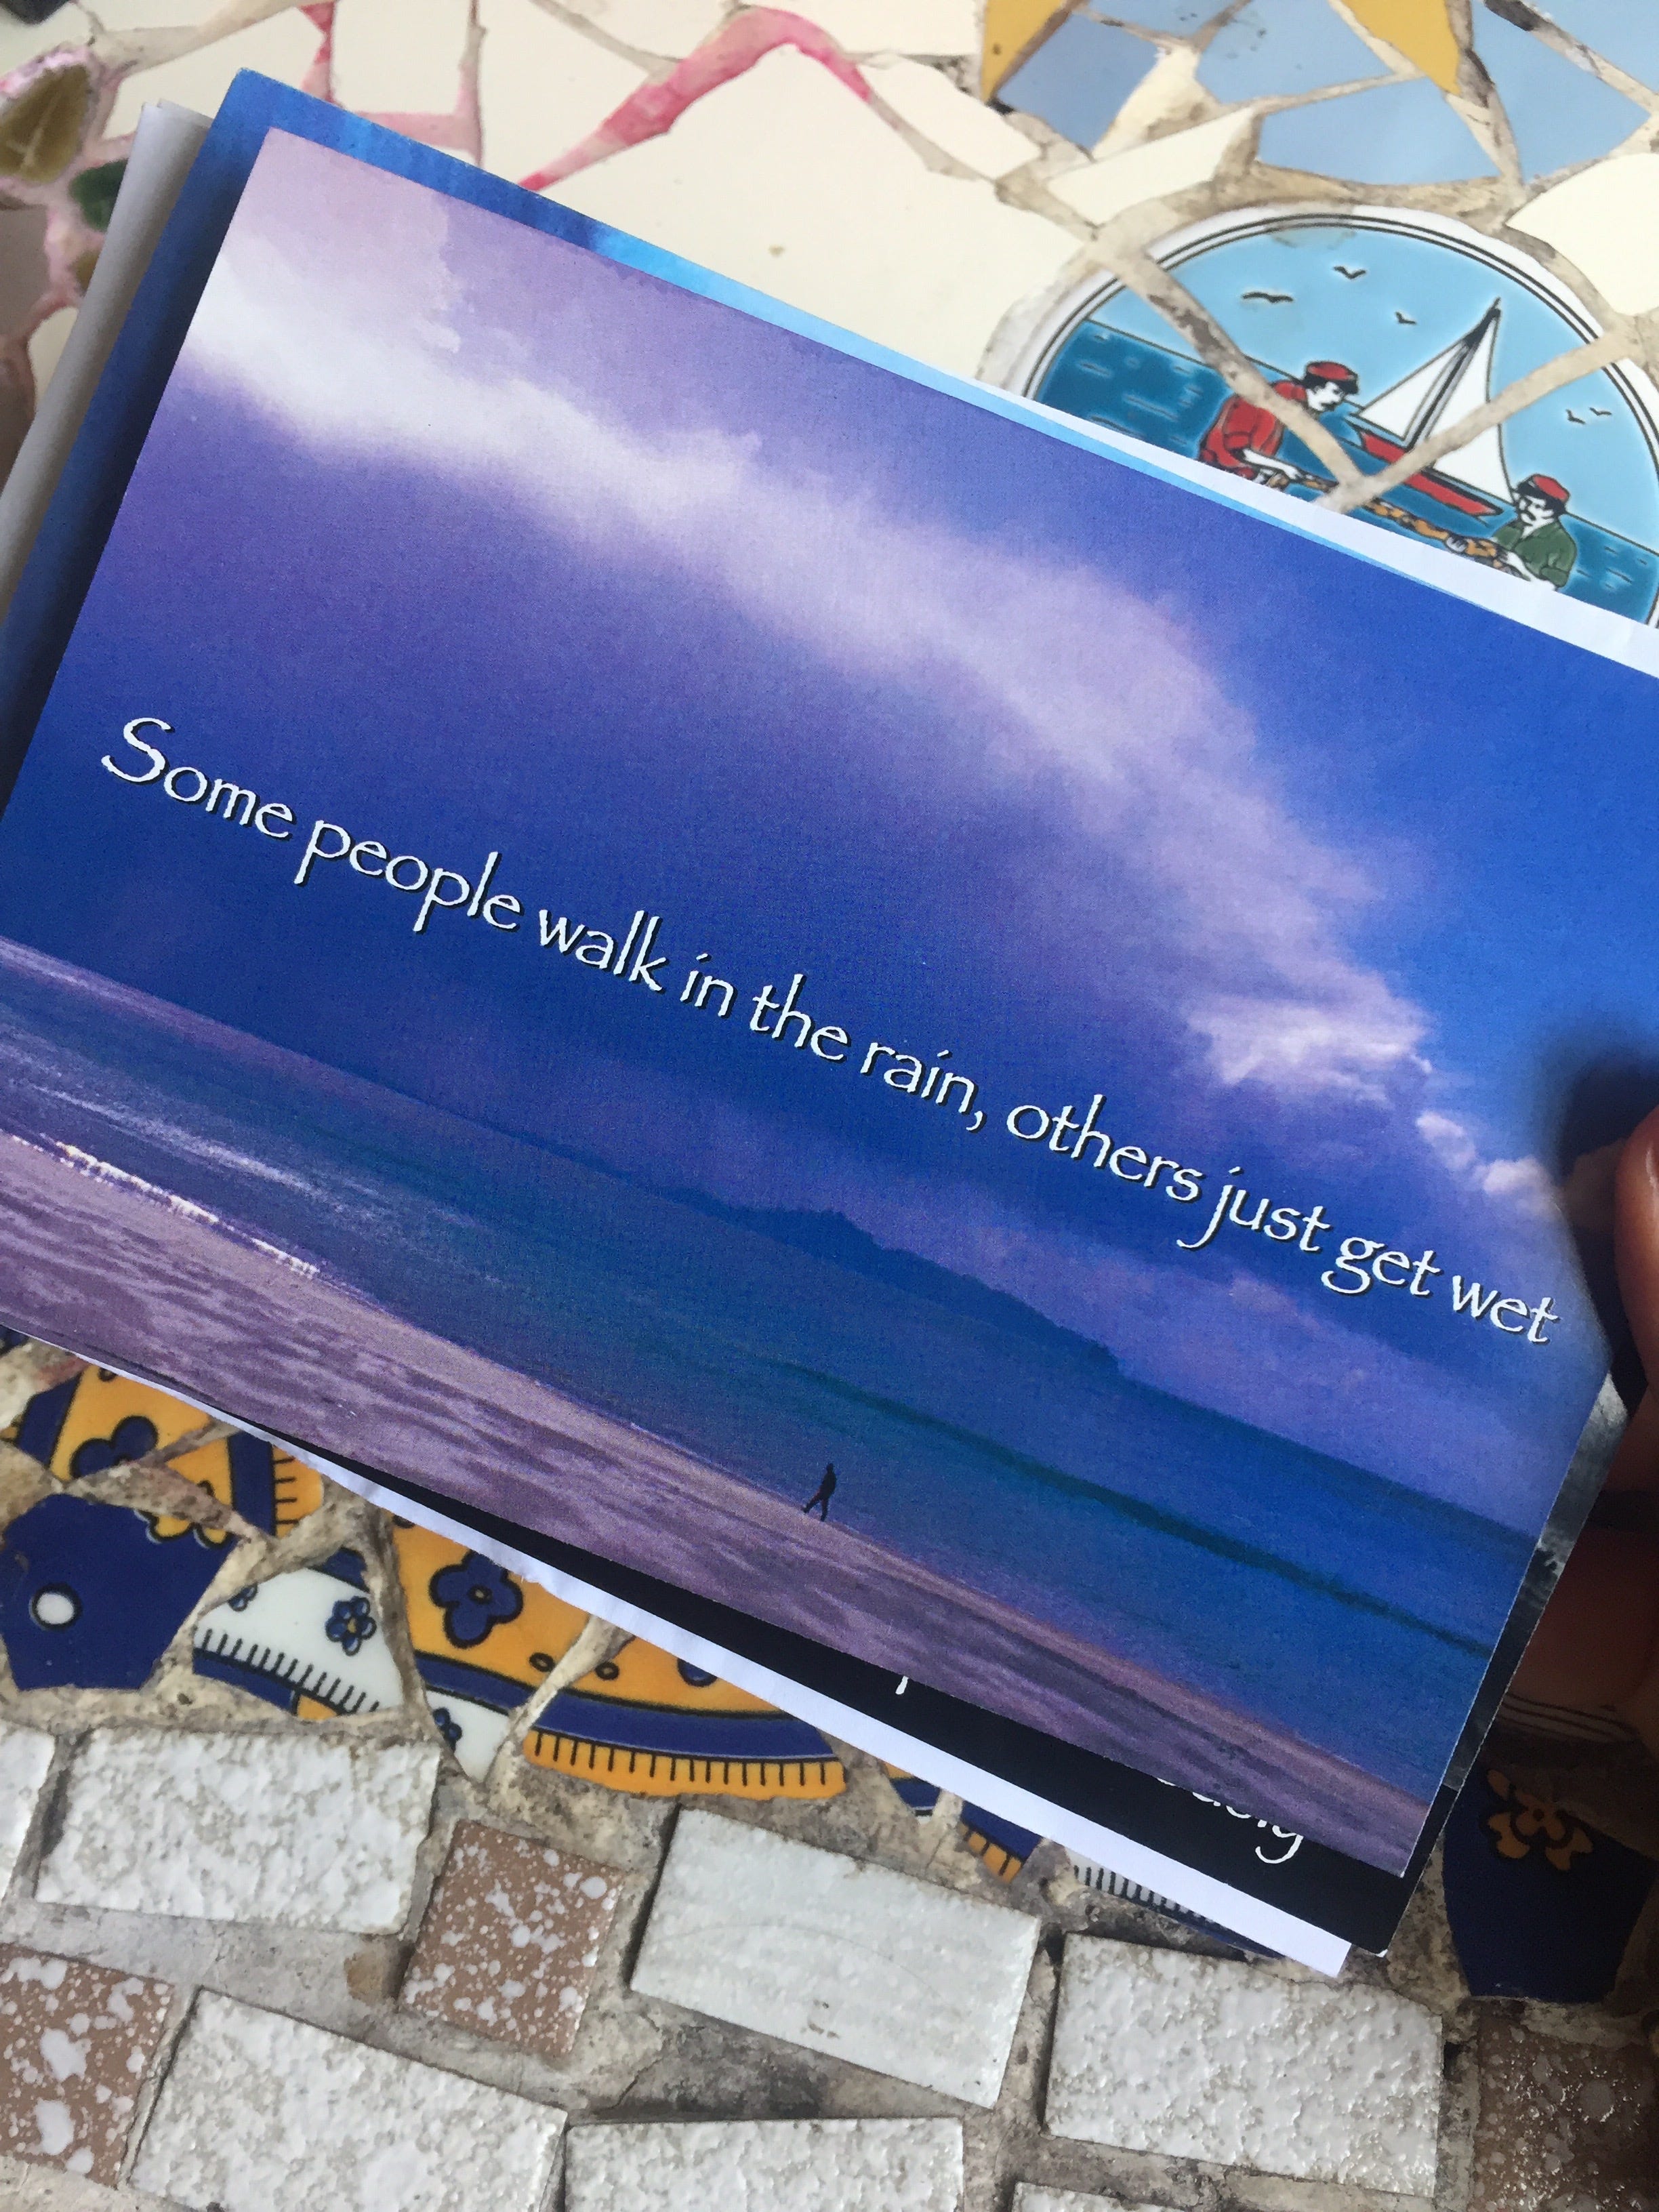 Some people walk in the rain, others just get wet